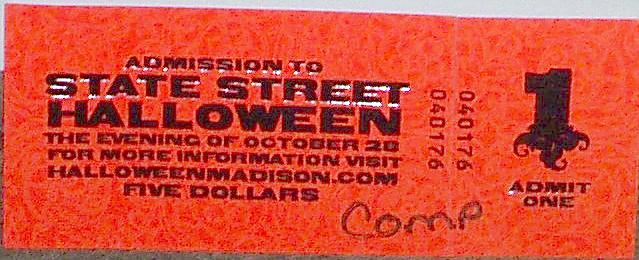 ADMISSION TO
STATE STREET
HALLOWEEN
THE EVENING OF OCTOBER 28
FOR MORE INFORMATION VISIT
HALLOWEENMADISON.COM
FIVE DOLLARS
Comp
040176
040176
1
ADMIT
ONE